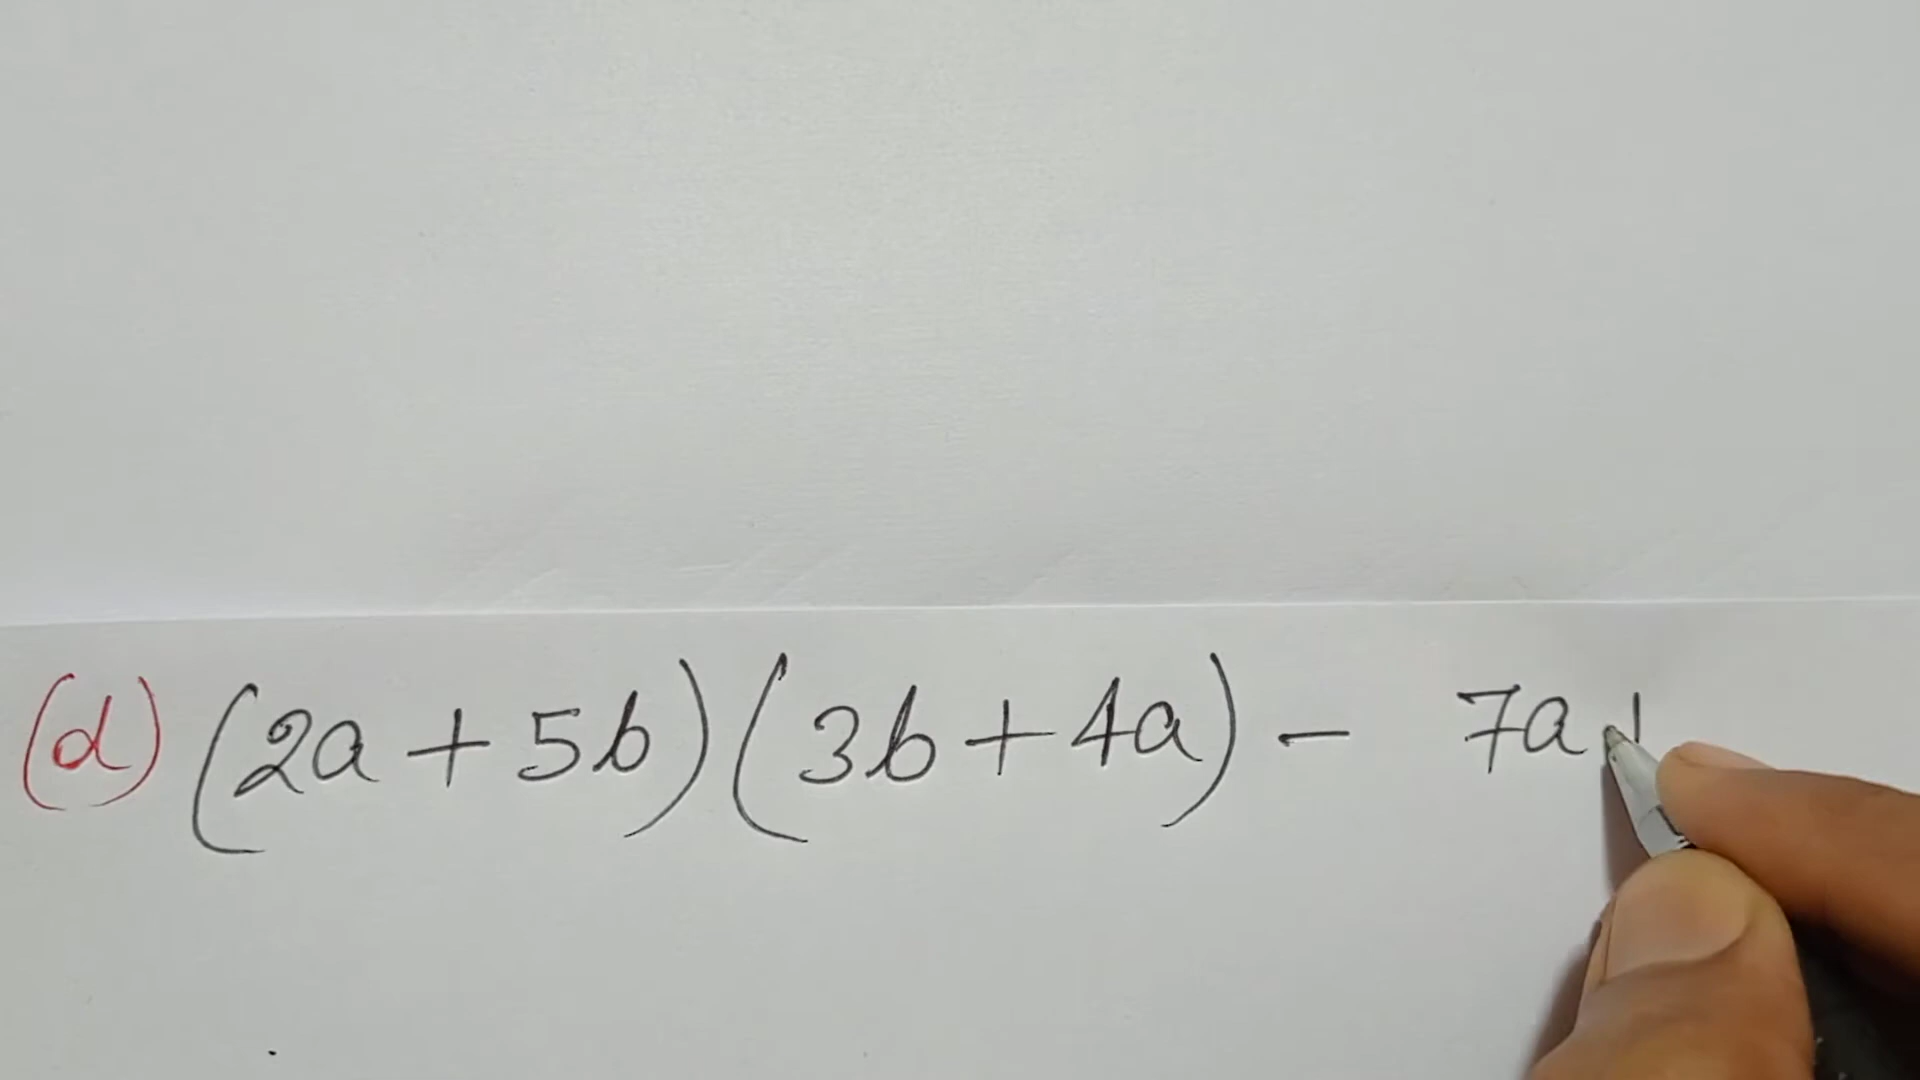 (d) (2a + 5b)(3b + 4a) - 7a